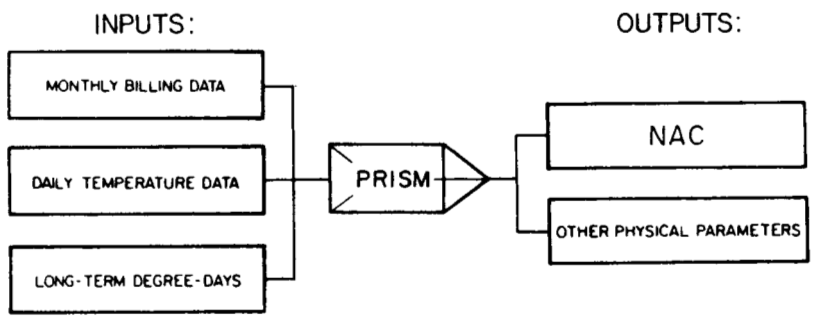 INPUTS:
OUTPUTS:
MONTHLY BILLING DATA
DAILY TEMPERATURE DATA
LONG-TERM DEGREE-DAYS
PRISM
NAC
OTHER PHYSICAL PARAMETERS